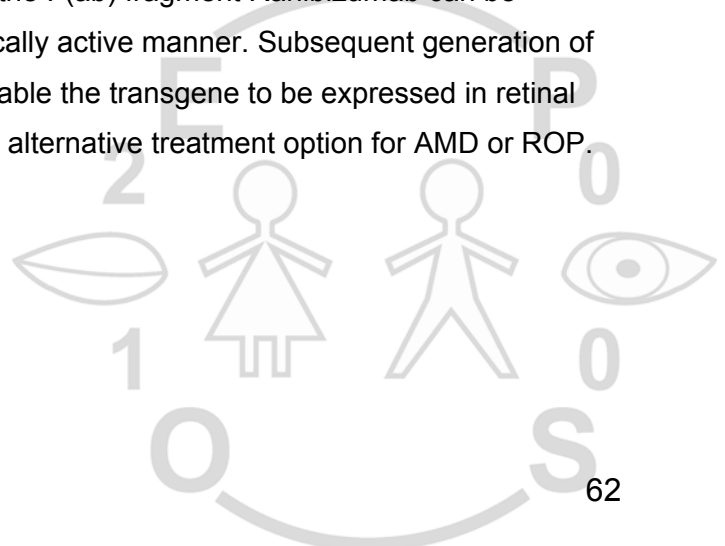 the F(ab) fragment Ranibizumab can be
cally active manner. Subsequent generation of
able the transgene to be expressed in retinal
alternative treatment option for AMD or ROP.
E P
2 0
1 0
O S
62